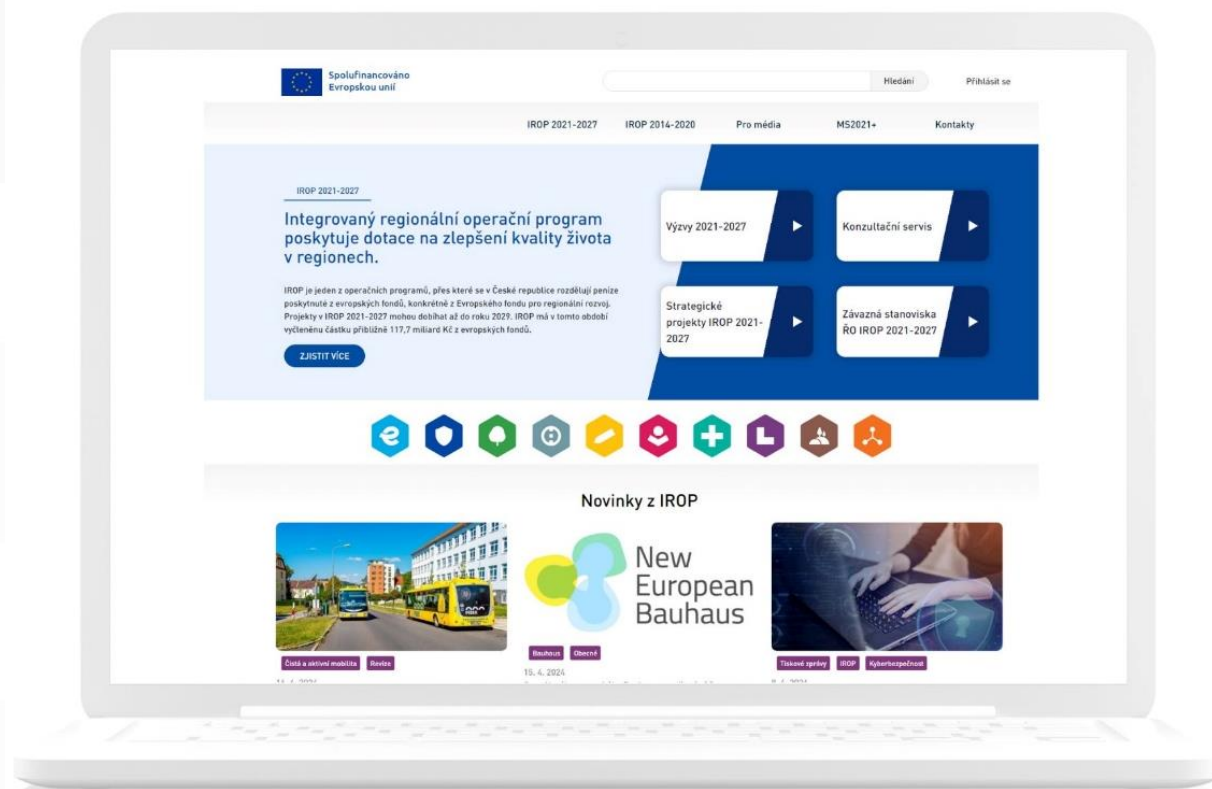 Spolufinancováno
Evropskou unií
Hledání
Přihlásit se
IROP 2021-2027
IROP 2014-2020
Pro média
MS2021+
Kontakty
IROP 2021-2027
Integrovaný regionální operační program
poskytuje dotace na zlepšení kvality života
v regionech.
IROP je jeden z operačních programů, přes které se v České republice rozdělují peníze
poskytnuté z evropských fondů, konkrétně z Evropského fondu pro regionální rozvoj.
Projekty v IROP 2021-2027 mohou dobíhat až do roku 2029. IROP má v tomto období
vyčleněnu částku přibližně 117,7 miliard Kč z evropských fondů.
ZJISTIT VÍCE
Výzvy 2021-2027
Konzultační servis
Strategické
projekty IROP 2021-
2027
Závazná stanoviska
ŘO IROP 2021-2027
Novinky z IROP
New
European
Bauhaus
Čistá a aktivní mobilita
Revize
Bauhaus
Obecné
15. 4. 2024
Tiskové zprávy
IROP
Kyberbezpečnost